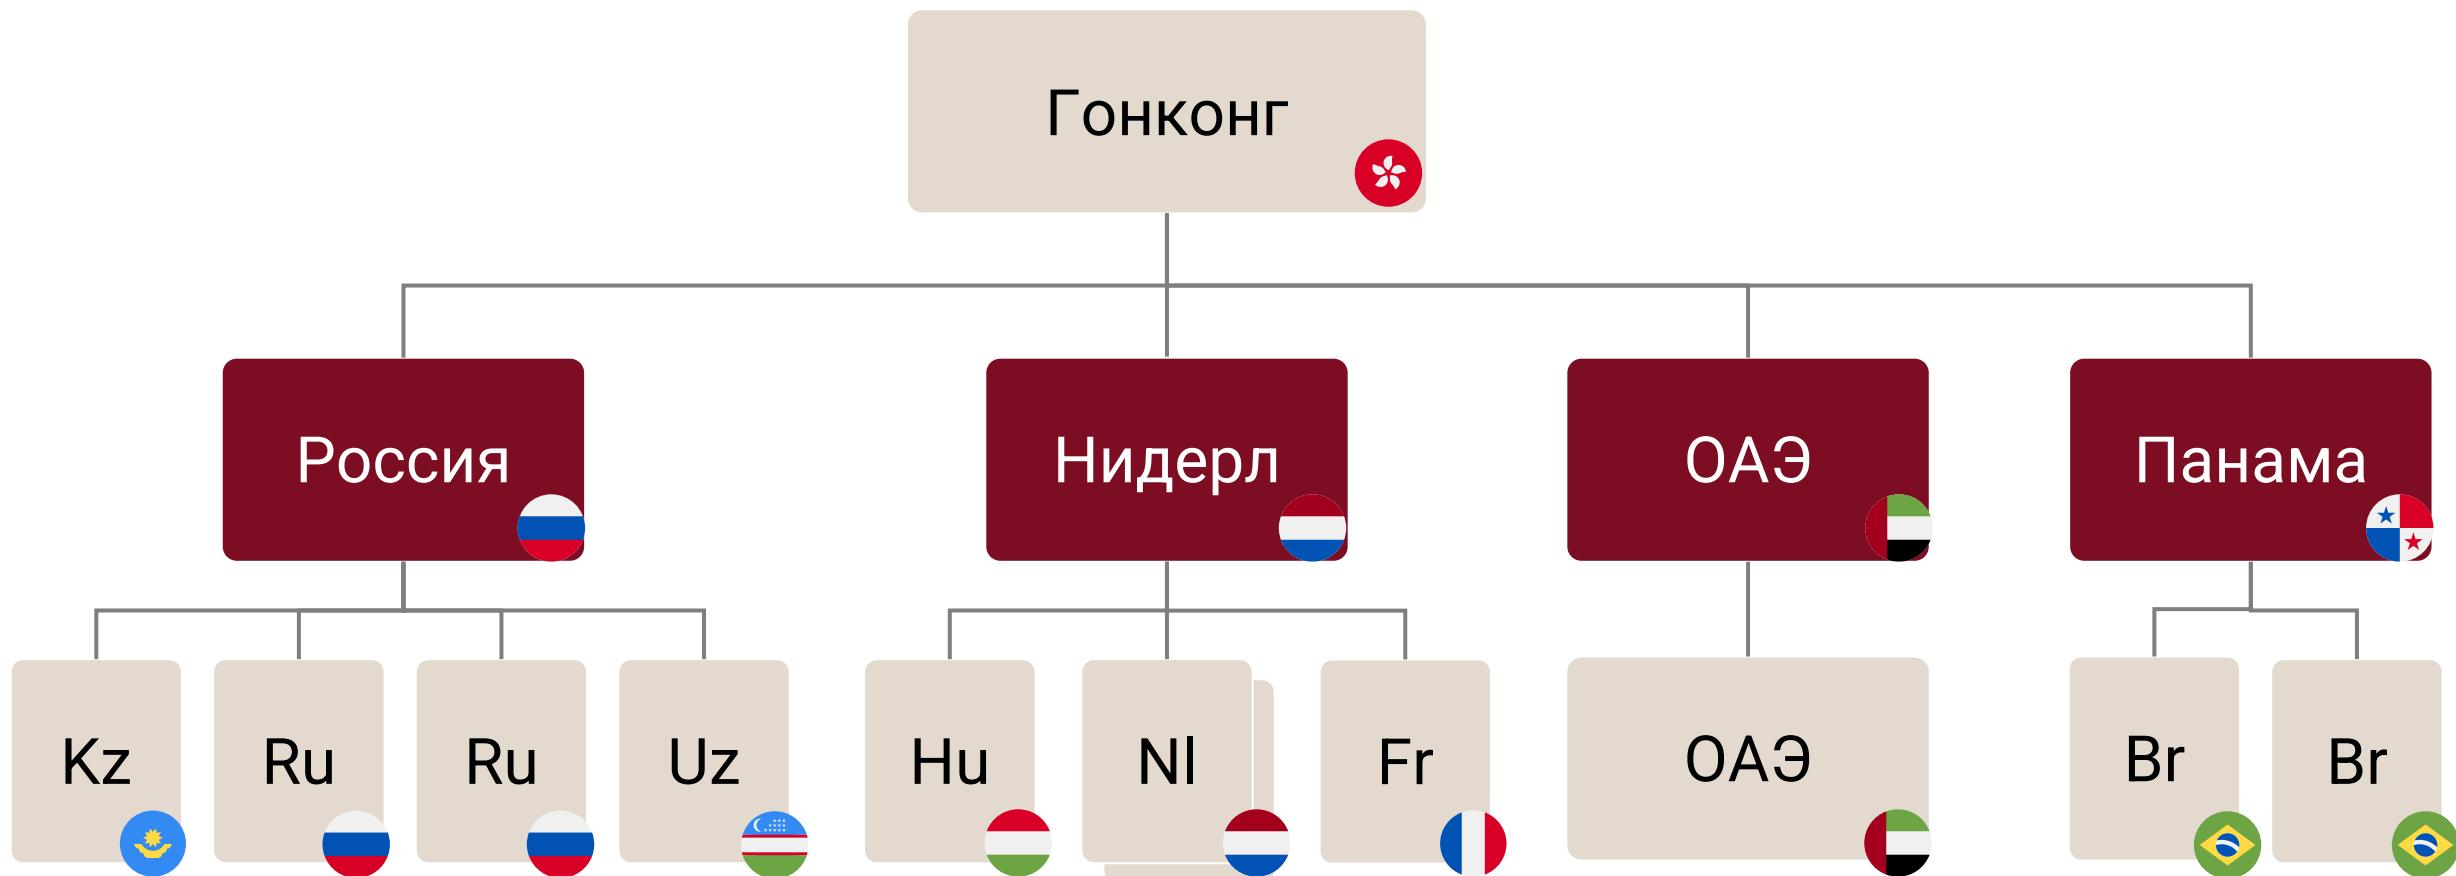 Гонконг
Россия
Нидерл
ОАЭ
Панама
Kz
Ru
Ru
Uz
Hu
Nl
Fr
ОАЭ
Br
Br